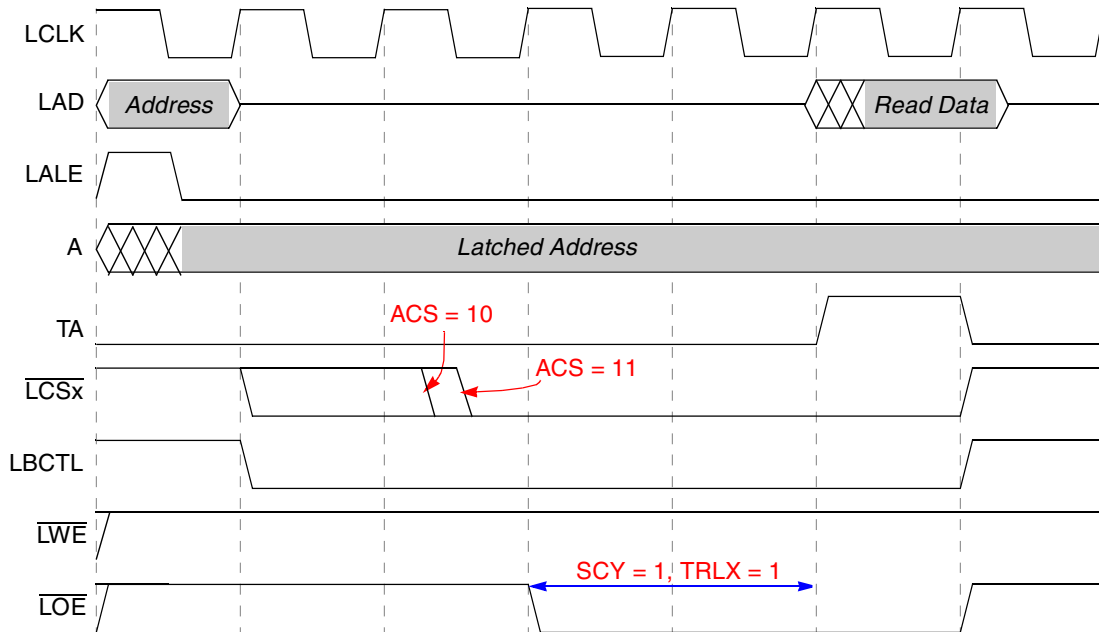 LCLK
LAD
Address
Read Data
LALE
A
Latched Address
ACS = 10
TA
ACS = 11
LCSx
LBCTL
LWE
SCY = 1, TRLX = 1
LOE